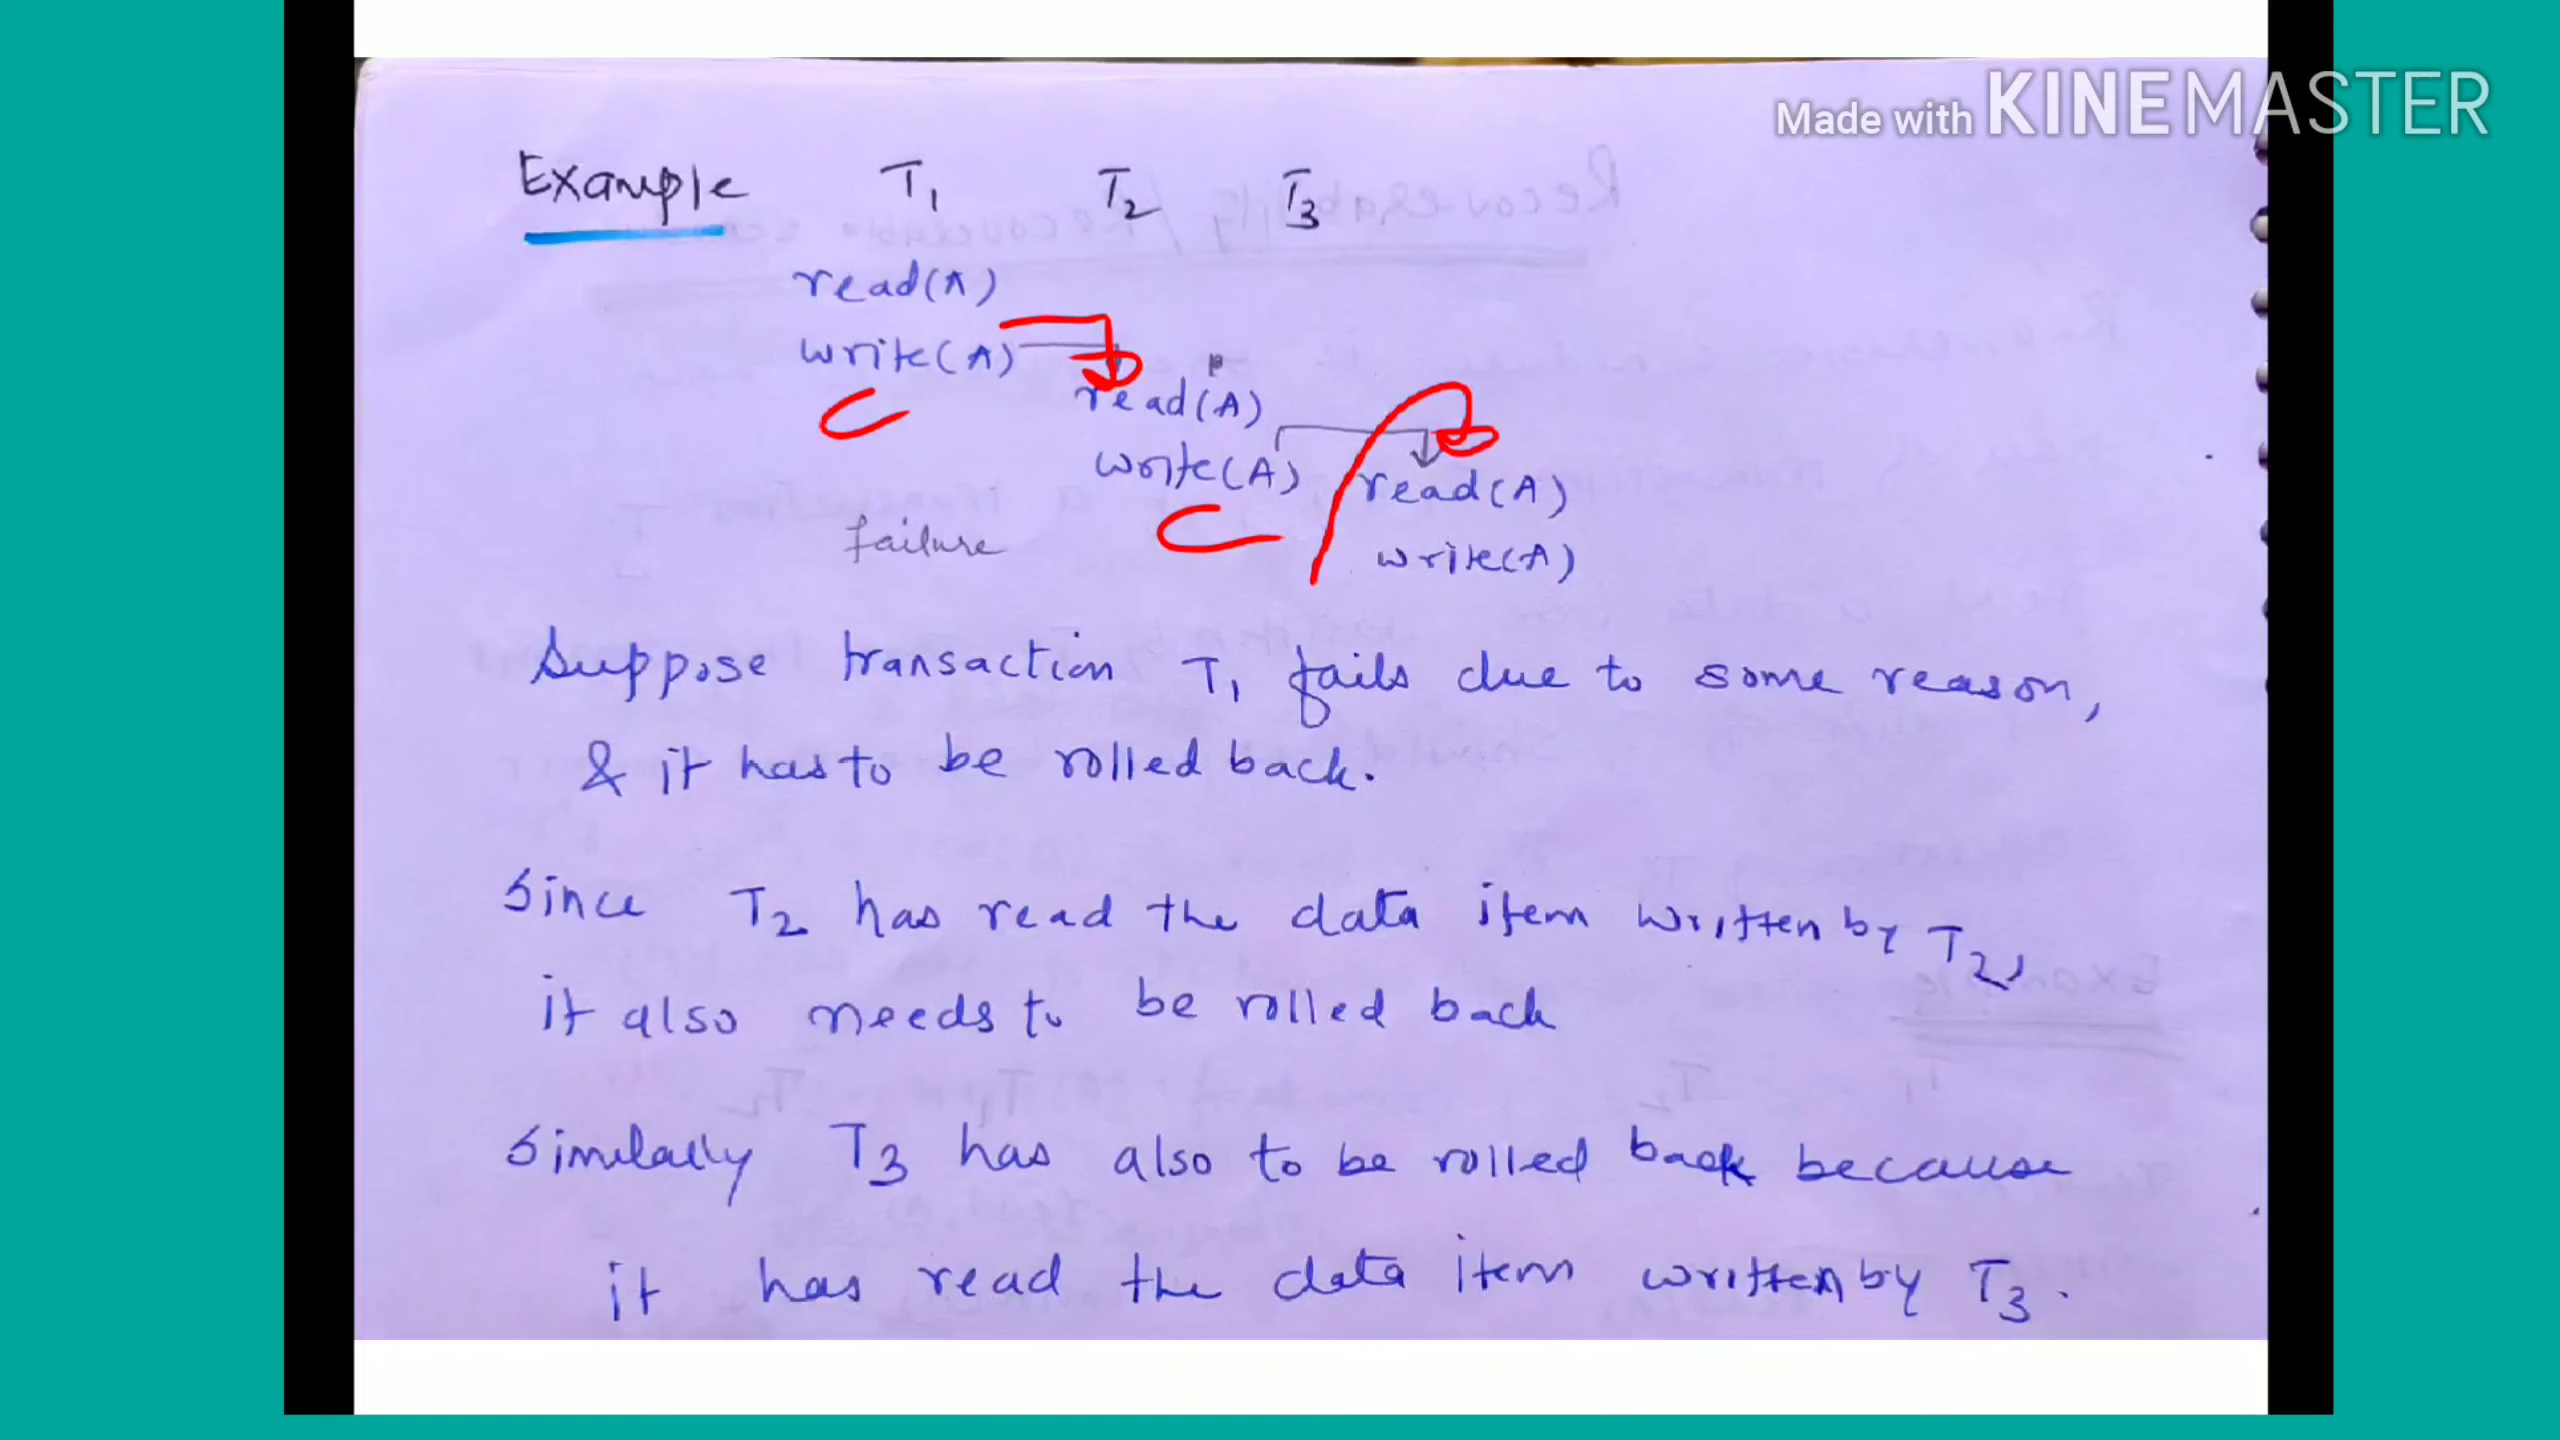 Made with KINEMASTER
Example T1 T2 T3
read(A)
write(A)
read(A)
write(A)
read(A)
failure
write(A)
Suppose transaction T1 fails due to some reason,
& it has to be rolled back.
Since T2 has read the data item written by T2,
it also needs to be rolled back
Similarly T3 has also to be rolled back because
it has read the data item written by T3.